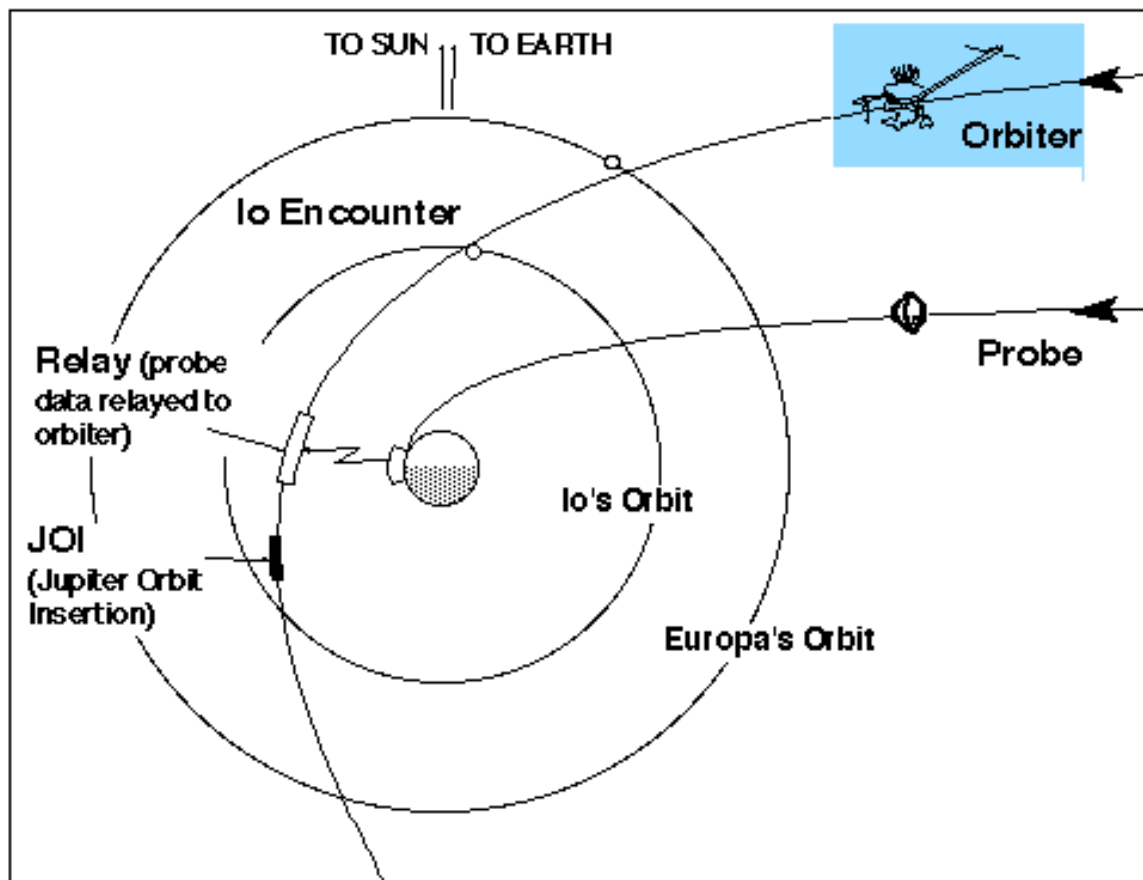 TO SUN TO EARTH
Orbiter
Io Encounter
Probe
Relay (probe
data relayed to
orbiter)
Io's Orbit
JOI
(Jupiter Orbit
Insertion)
Europa's Orbit